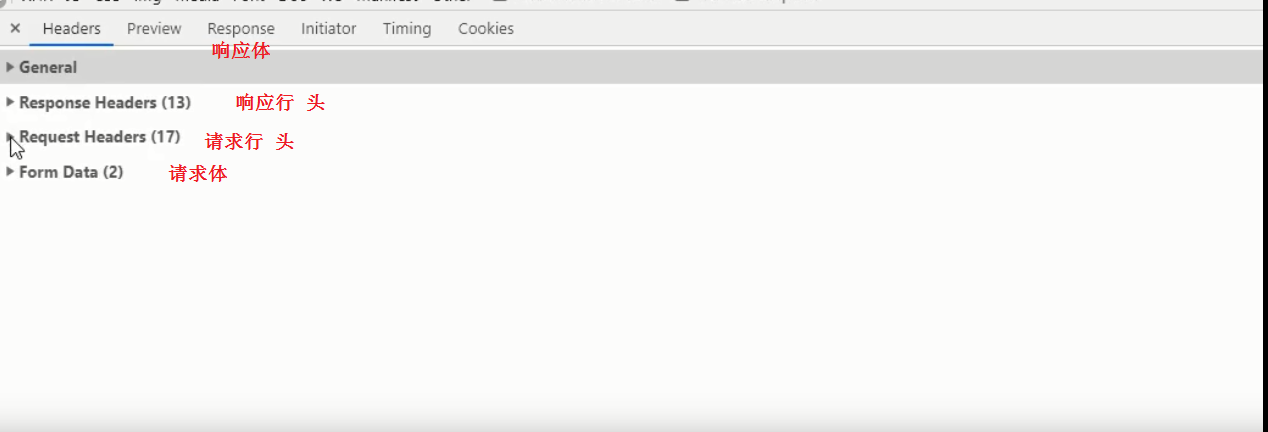 × Headers Preview Response Initiator Timing Cookies
响应体
General
Response Headers (13) 响应行 头
Request Headers (17) 请求行 头
Form Data (2) 请求体